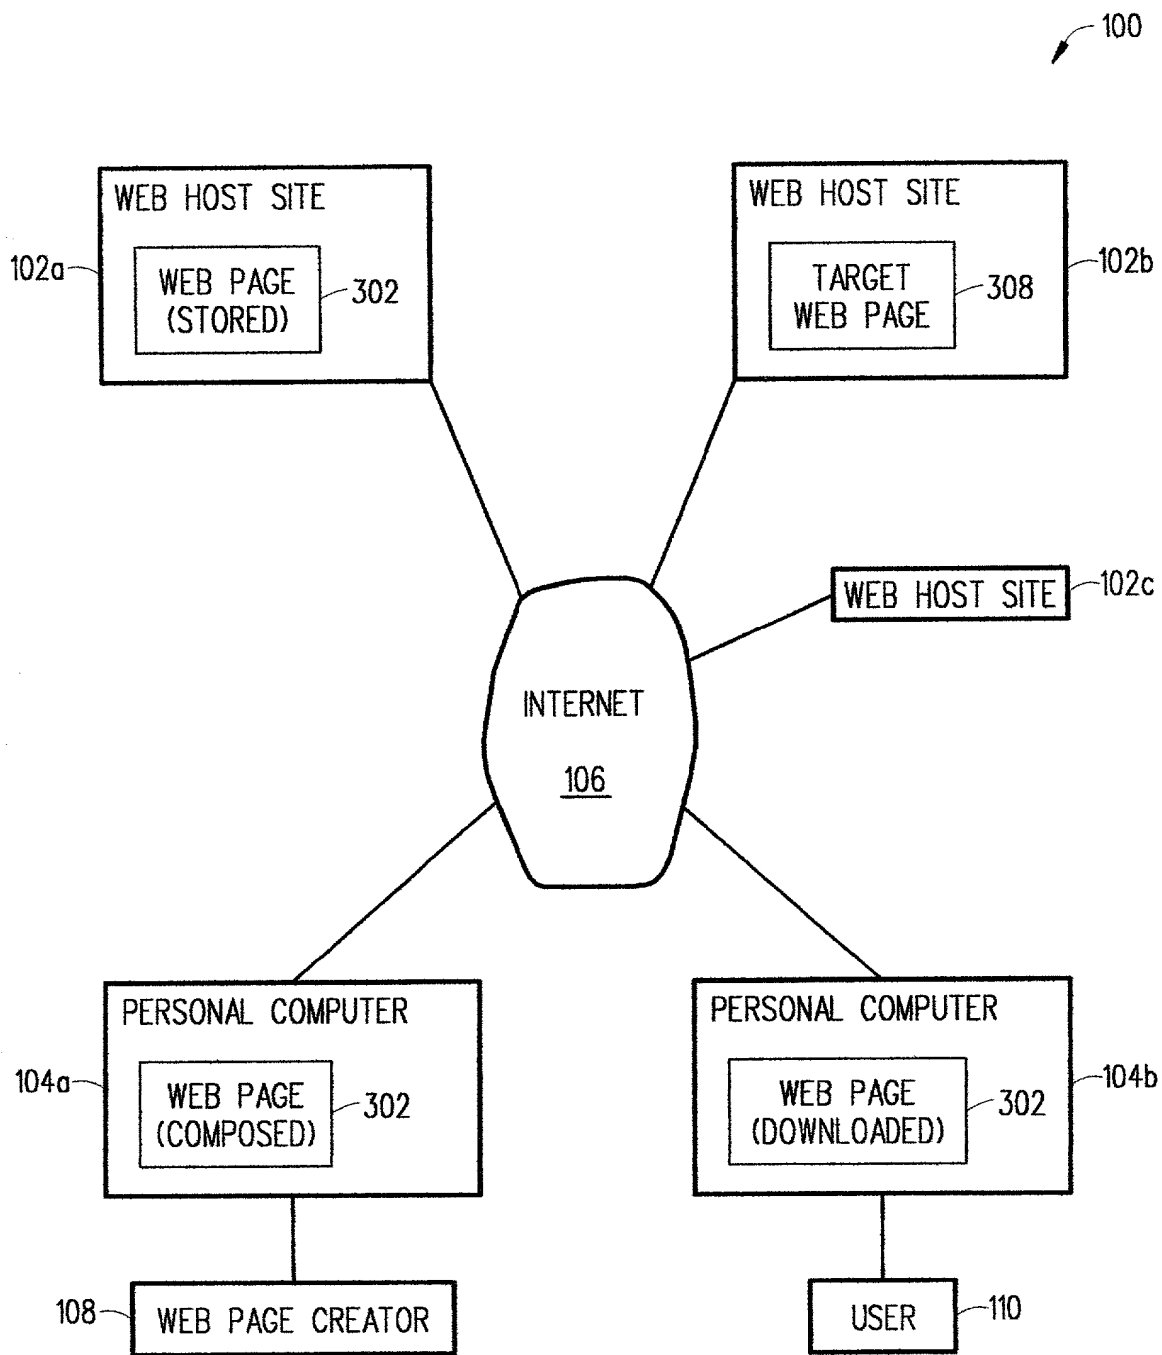 100
WEB HOST SITE
102a
WEB PAGE
(STORED)
302
WEB HOST SITE
TARGET
WEB PAGE
308
102b
WEB HOST SITE
102c
INTERNET
106
PERSONAL COMPUTER
104a
WEB PAGE
(COMPOSED)
302
PERSONAL COMPUTER
WEB PAGE
(DOWNLOADED)
302
104b
108
WEB PAGE CREATOR
USER
110